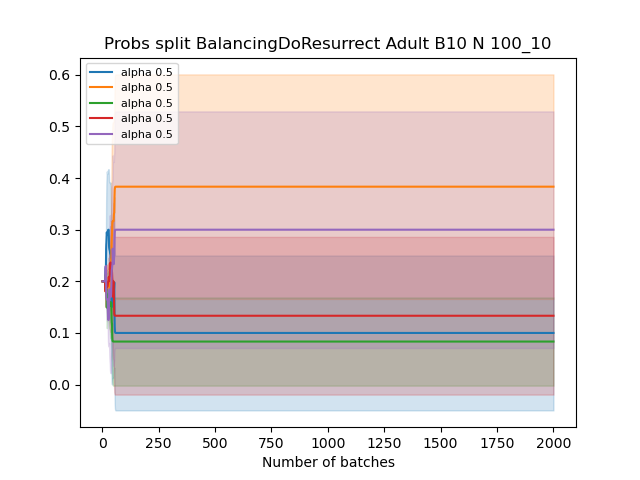 Probs split BalancingDoResurrect Adult B10 N 100_10
alpha 0.5
alpha 0.5
alpha 0.5
alpha 0.5
alpha 0.5
0.6
0.5
0.4
0.3
0.2
0.1
0.0
0 250 500 750 1000 1250 1500 1750 2000
Number of batches